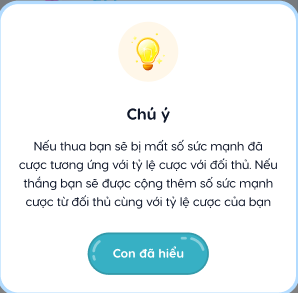 Chú ý
Nếu thua bạn sẽ bị mất số sức mạnh đã
cược tương ứng với tỷ lệ cược với đối thủ. Nếu
thắng bạn sẽ được cộng thêm số sức mạnh
cược từ đối thủ cùng với tỷ lệ cược của bạn
Con đã hiểu